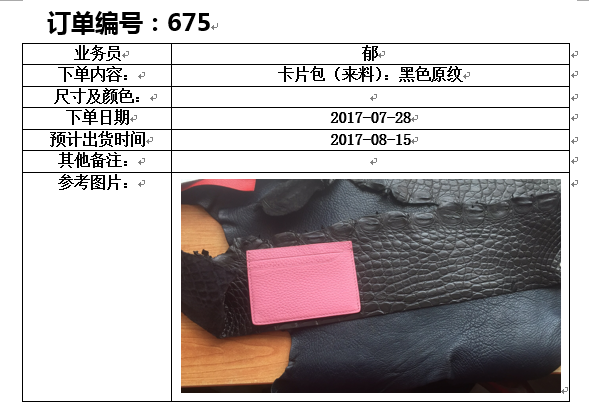 订单编号：675
业务员 郁
下单内容： 卡片包（来料）：黑色原纹
尺寸及颜色：
下单日期 2017-07-28
预计出货时间 2017-08-15
其他备注：
参考图片：